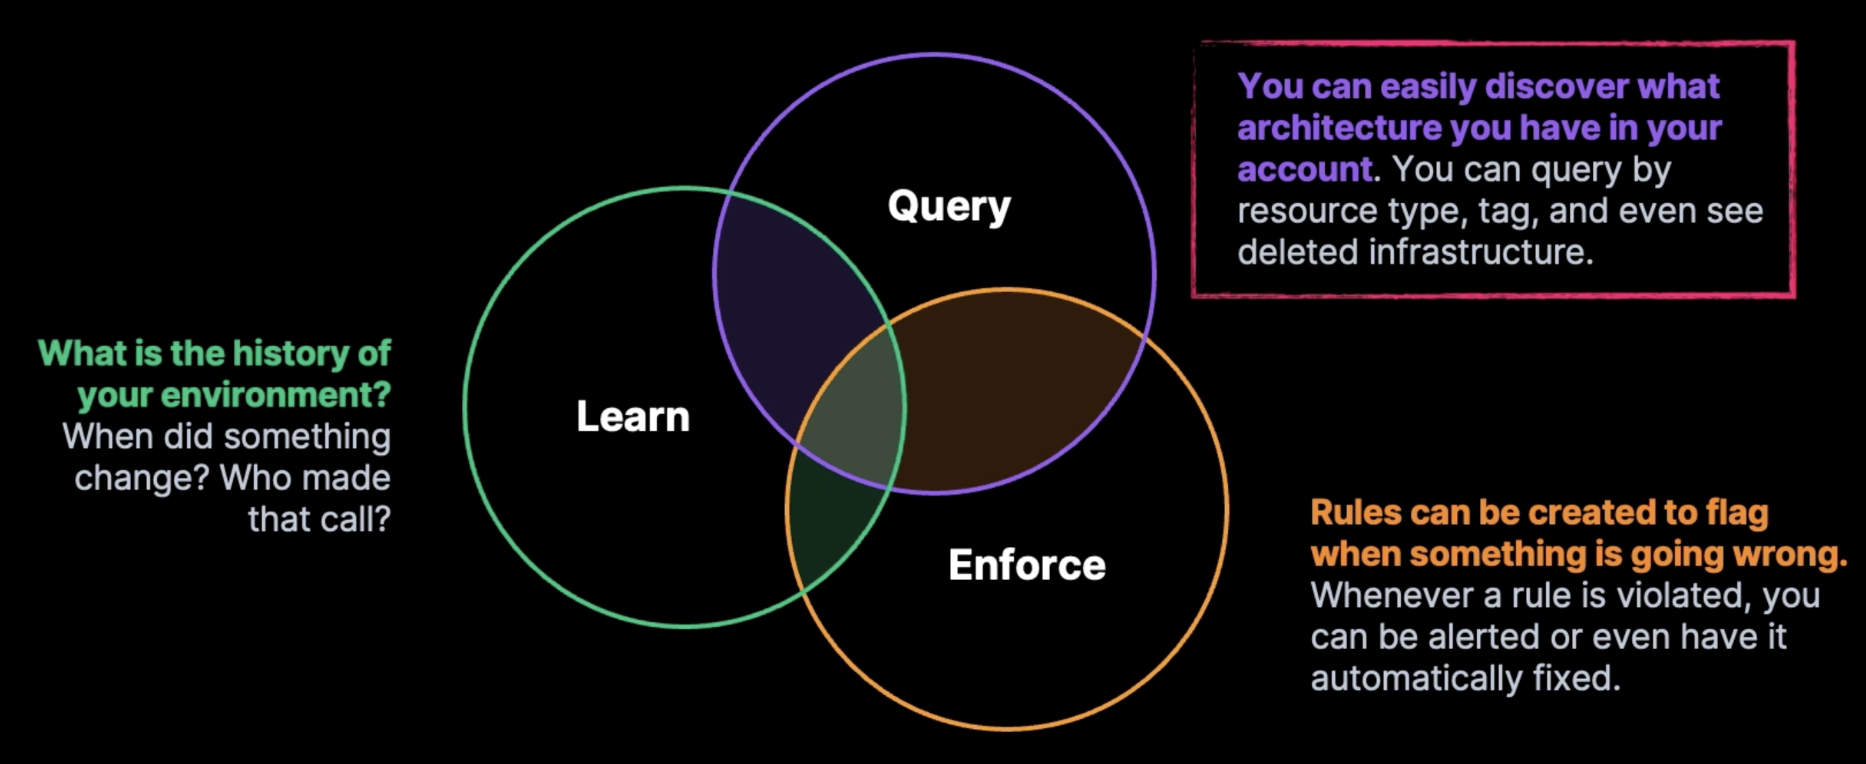 You can easily discover what
architecture you have in your
account. You can query by
resource type, tag, and even see
deleted infrastructure.
Query
What is the history of
your environment?
When did something
change? Who made
that call?
Learn
Enforce
Rules can be created to flag
when something is going wrong.
Whenever a rule is violated, you
can be alerted or even have it
automatically fixed.